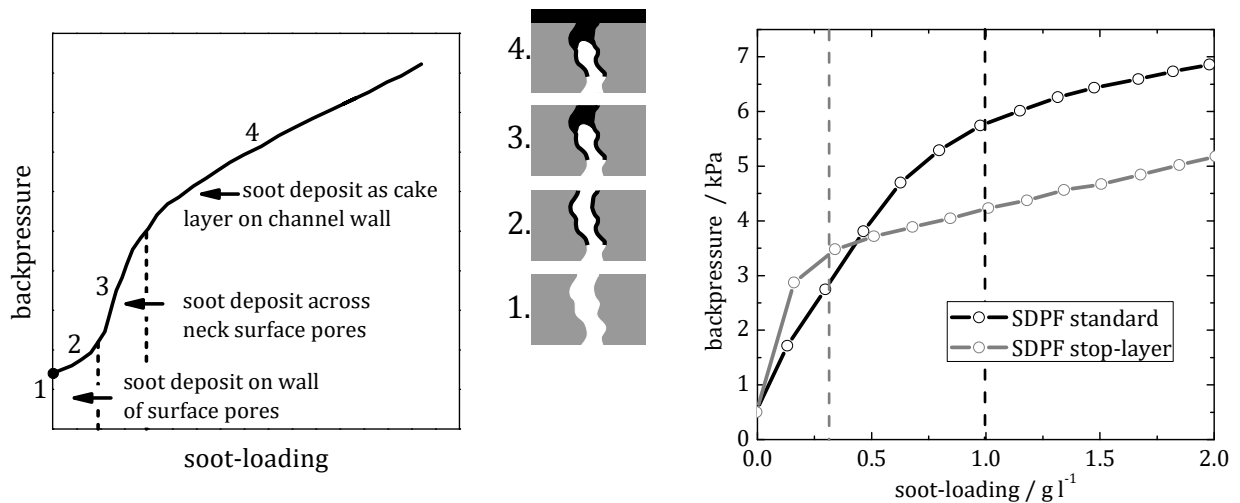 backpressure
4
soot deposit as cake
layer on channel wall
3
soot deposit across
neck surface pores
2
1
soot deposit on wall
of surface pores
soot-loading
4.
3.
2.
1.
backpressure / kPa
7
6
5
4
3
2
1
0
SDPF standard
SDPF stop-layer
0.0 0.5 1.0 1.5 2.0
soot-loading / g l⁻¹